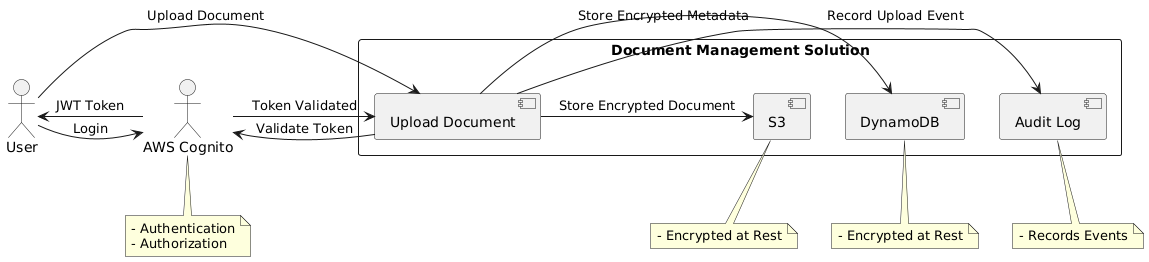 Upload Document
Store Encrypted Metadata
Record Upload Event
Document Management Solution
JWT Token
Token Validated
Store Encrypted Document
Login
Validate Token
Upload Document
S3
DynamoDB
Audit Log
User
AWS Cognito
- Authentication
- Authorization
- Encrypted at Rest
- Encrypted at Rest
- Records Events